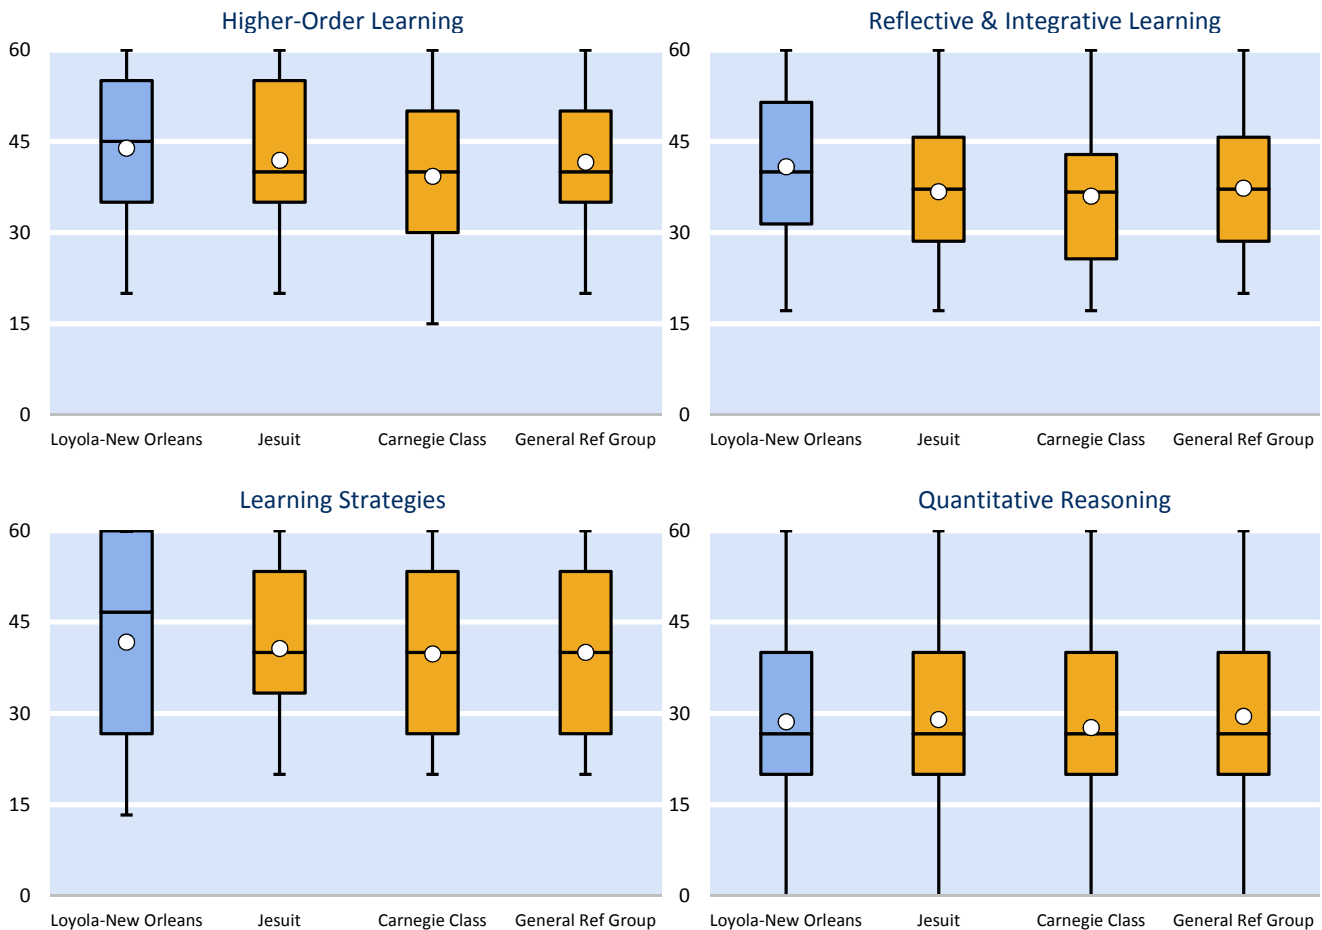 Higher-Order Learning
60
45
30
15
0
Loyola-New Orleans Jesuit Carnegie Class General Ref Group
Reflective & Integrative Learning
60
45
30
15
0
Loyola-New Orleans Jesuit Carnegie Class General Ref Group
Learning Strategies
60
45
30
15
0
Loyola-New Orleans Jesuit Carnegie Class General Ref Group
Quantitative Reasoning
60
45
30
15
0
Loyola-New Orleans Jesuit Carnegie Class General Ref Group